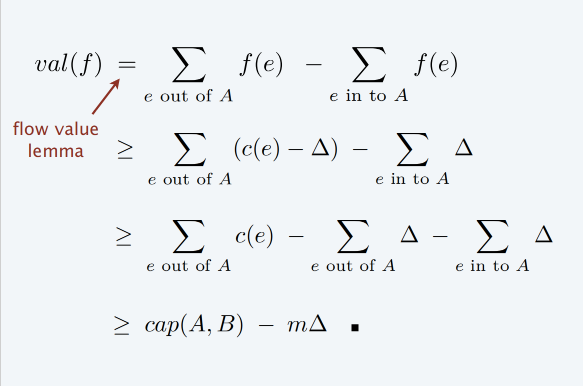 val(f) = ∑ f(e) − ∑ f(e)
e out of A e in to A
flow value
lemma
≥ ∑ (c(e) − Δ) − ∑ Δ
e out of A e in to A
≥ ∑ c(e) − ∑ Δ − ∑ Δ
e out of A e out of A e in to A
≥ cap(A, B) − mΔ ▪